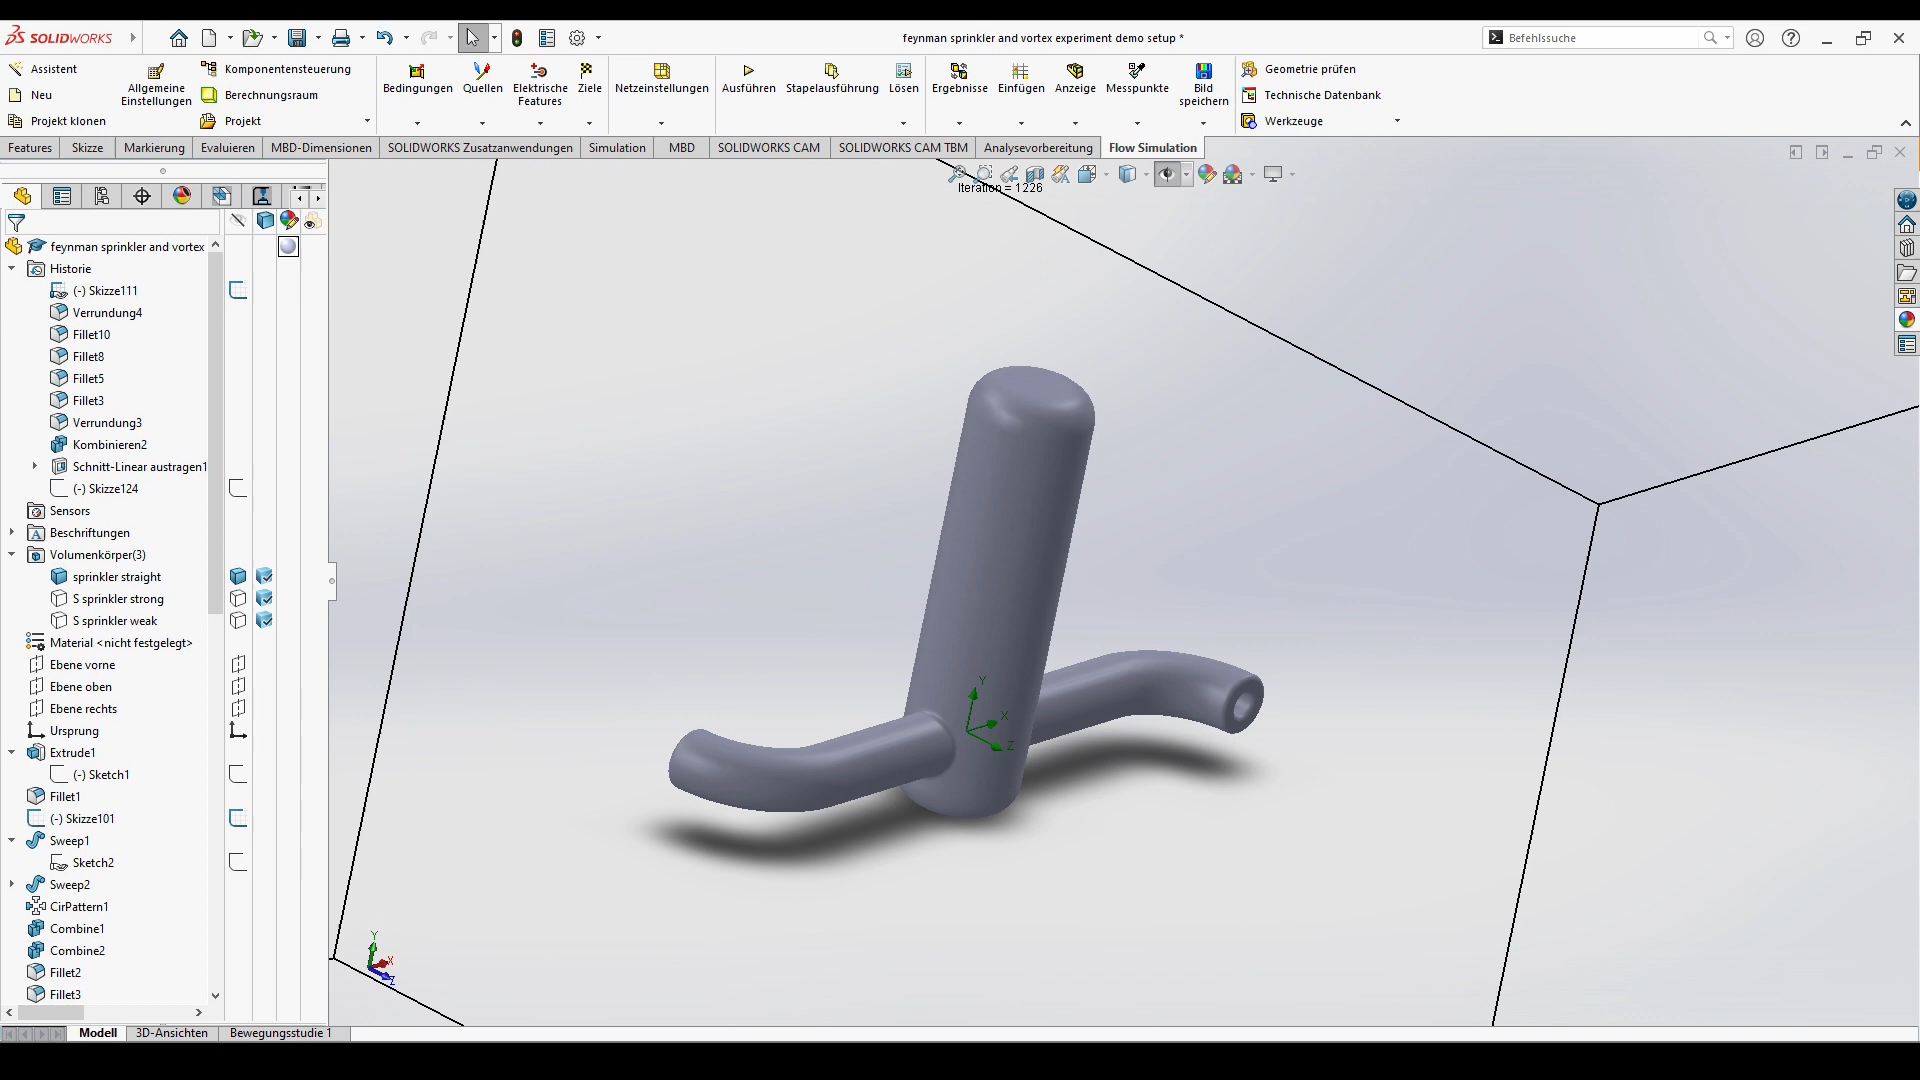 SOLIDWORKS
feynman sprinkler and vortex experiment demo setup *
Befehlssuche
Assistent
Neu
Projekt klonen
Allgemeine
Einstellungen
Komponentensteuerung
Berechnungsraum
Projekt
Bedingungen
Quellen
Elektrische
Features
Ziele
Netzeinstellungen
Ausführen
Stapelausführung
Lösen
Ergebnisse
Einfügen
Anzeige
Messpunkte
Bild
speichern
Geometrie prüfen
Technische Datenbank
Werkzeuge
Features
Skizze
Markierung
Evaluieren
MBD-Dimensionen
SOLIDWORKS Zusatzanwendungen
Simulation
MBD
SOLIDWORKS CAM
SOLIDWORKS CAM TBM
Analysevorbereitung
Flow Simulation
Iteration = 1226
feynman sprinkler and vortex
Historie
(-) Skizze111
Verrundung4
Fillet10
Fillet8
Fillet5
Fillet3
Verrundung3
Kombinieren2
Schnitt-Linear austragen1
(-) Skizze124
Sensors
Beschriftungen
Volumenkörper(3)
sprinkler straight
S sprinkler strong
S sprinkler weak
Material <nicht festgelegt>
Ebene vorne
Ebene oben
Ebene rechts
Ursprung
Extrude1
(-) Sketch1
Fillet1
(-) Skizze101
Sweep1
Sketch2
Sweep2
CirPattern1
Combine1
Combine2
Fillet2
Fillet3
Y
X
Z
Y
X
Z
Modell
3D-Ansichten
Bewegungsstudie 1